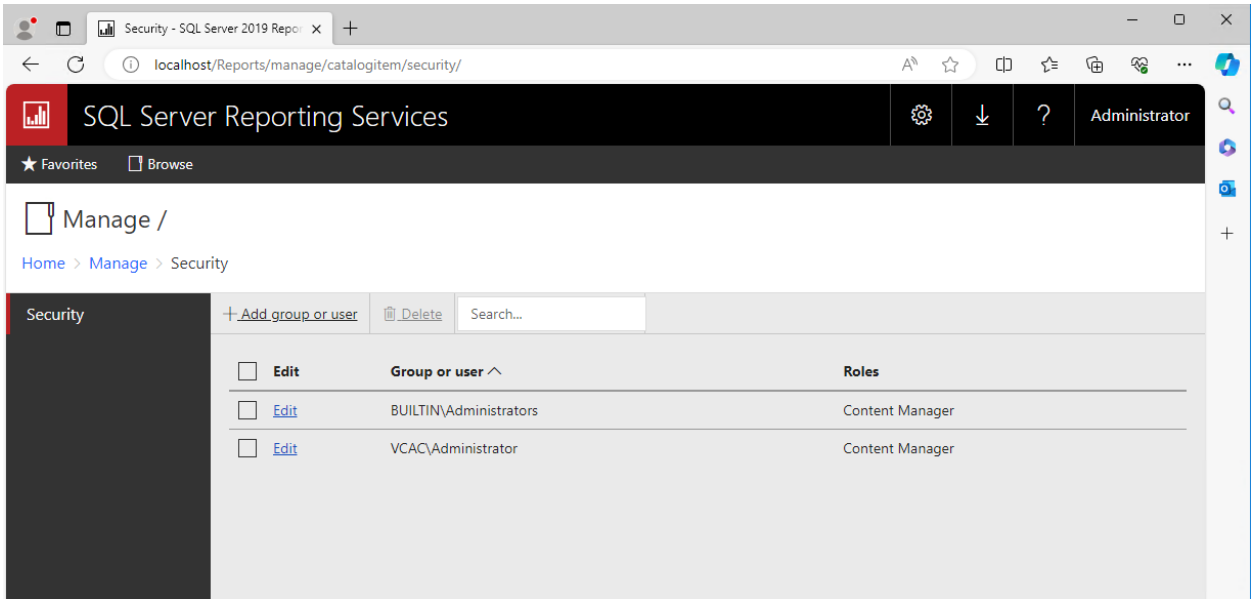 Security - SQL Server 2019 Repor
localhost/Reports/manage/catalogitem/security/
SQL Server Reporting Services
? Administrator
Favorites Browse
Manage /
Home > Manage > Security
Security
Add group or user Delete Search...
Edit Group or user Roles
Edit BUILTIN\Administrators Content Manager
Edit VCAC\Administrator Content Manager